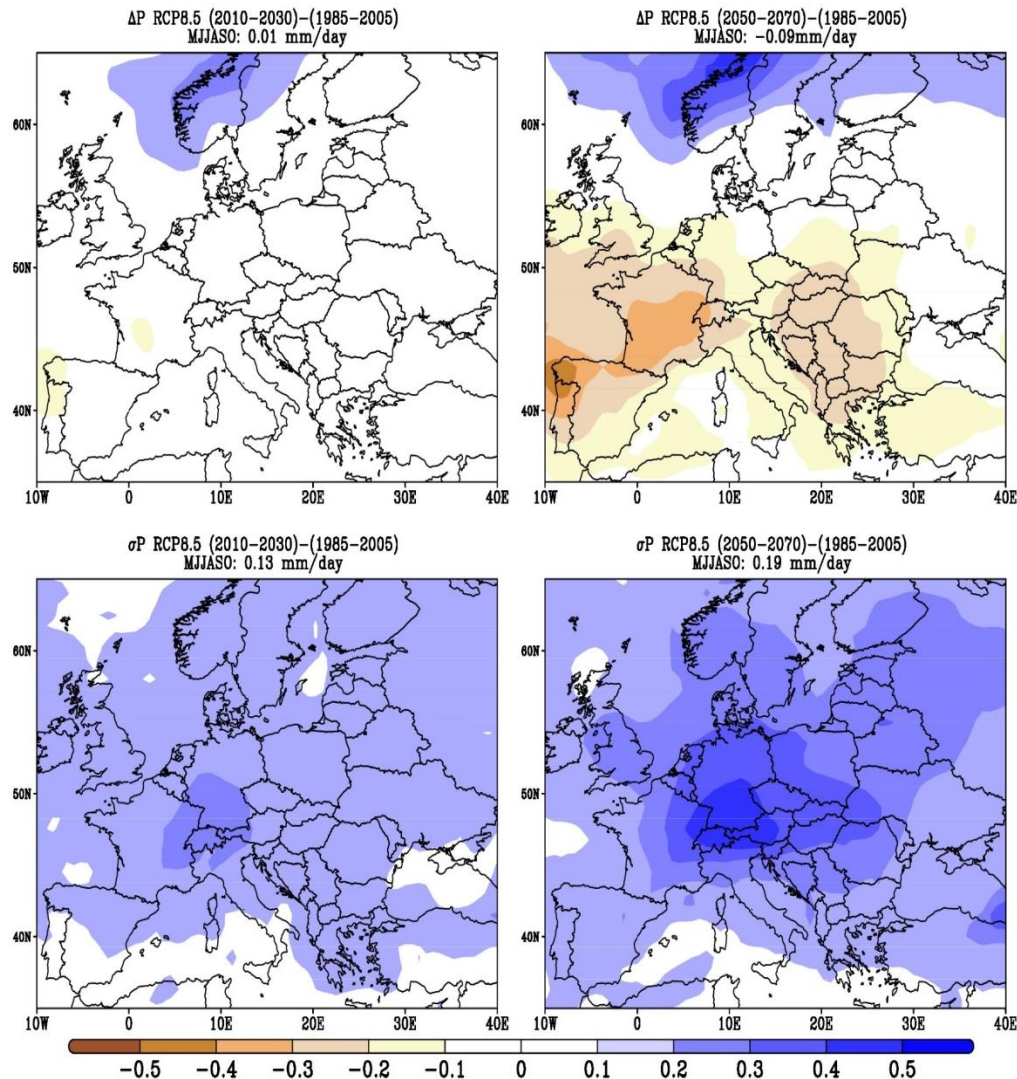 ΔP RCP8.5 (2010-2030)-(1985-2005)
MJJASO: 0.01 mm/day
60N
50N
40N
10W 0 10E 20E 30E 40E
ΔP RCP8.5 (2050-2070)-(1985-2005)
MJJASO: -0.09mm/day
60N
50N
40N
10W 0 10E 20E 30E 40E
σP RCP8.5 (2010-2030)-(1985-2005)
MJJASO: 0.13 mm/day
60N
50N
40N
10W 0 10E 20E 30E 40E
σP RCP8.5 (2050-2070)-(1985-2005)
MJJASO: 0.19 mm/day
60N
50N
40N
10W 0 10E 20E 30E 40E
-0.5 -0.4 -0.3 -0.2 -0.1 0 0.1 0.2 0.3 0.4 0.5